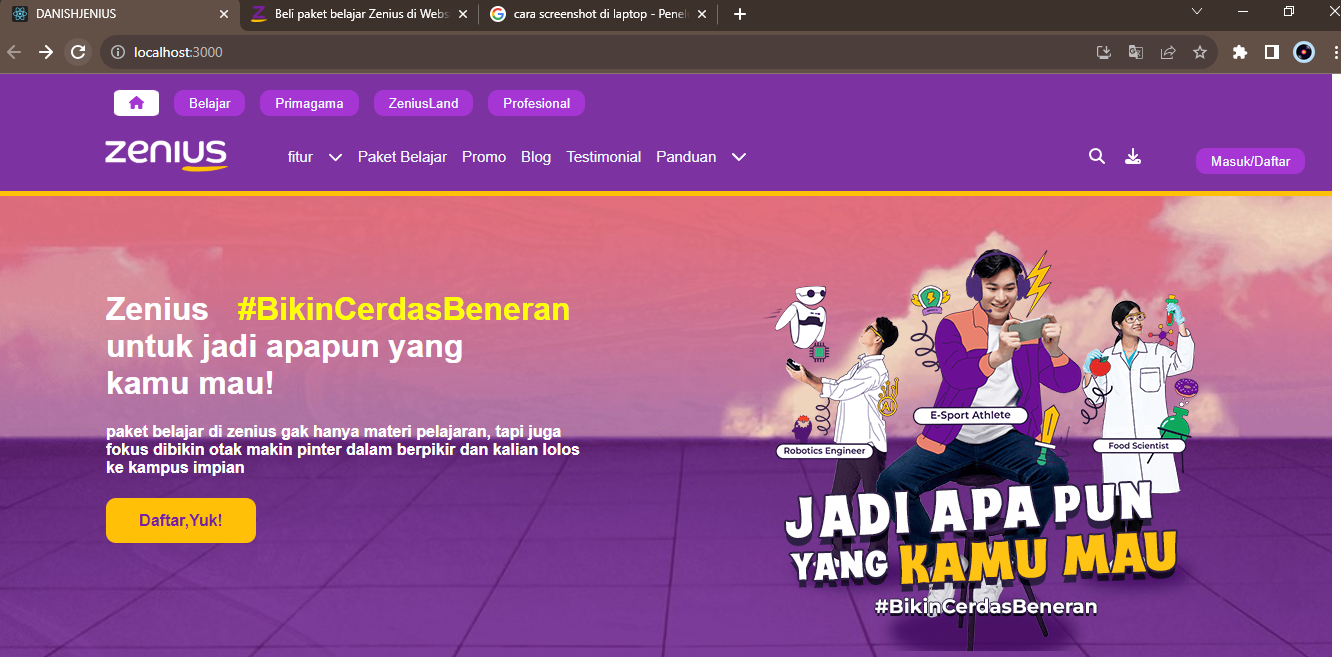 DANISHJENIUS
Beli paket belajar Zenius di Webs
cara screenshot di laptop - Penel
localhost:3000
Belajar
Primagama
ZeniusLand
Profesional
zenius
fitur
Paket Belajar
Promo
Blog
Testimonial
Panduan
Masuk/Daftar
Zenius #BikinCerdasBeneran
untuk jadi apapun yang
kamu mau!
paket belajar di zenius gak hanya materi pelajaran, tapi juga
fokus dibikin otak makin pinter dalam berpikir dan kalian lolos
ke kampus impian
Daftar,Yuk!
AI
E-Sport Athlete
Robotics Engineer
Food Scientist
JADI APA PUN
YANG KAMU MAU
#BikinCerdasBeneran